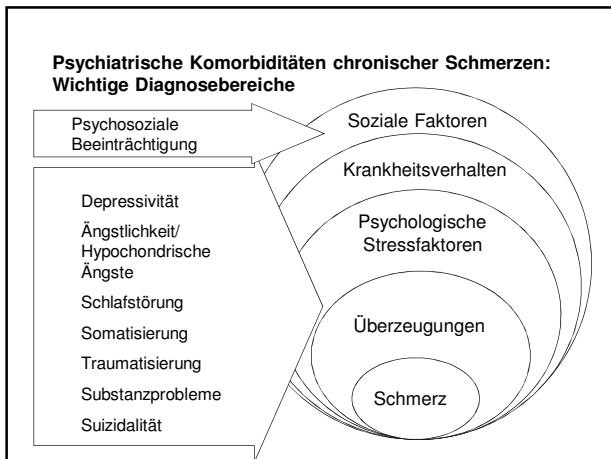 Psychiatrische Komorbiditäten chronischer Schmerzen:
Wichtige Diagnosebereiche
Psychosoziale
Beeinträchtigung
Depressivität
Ängstlichkeit/
Hypochondrische
Ängste
Schlafstörung
Somatisierung
Traumatisierung
Substanzprobleme
Suizidalität
Soziale Faktoren
Krankheitsverhalten
Psychologische
Stressfaktoren
Überzeugungen
Schmerz